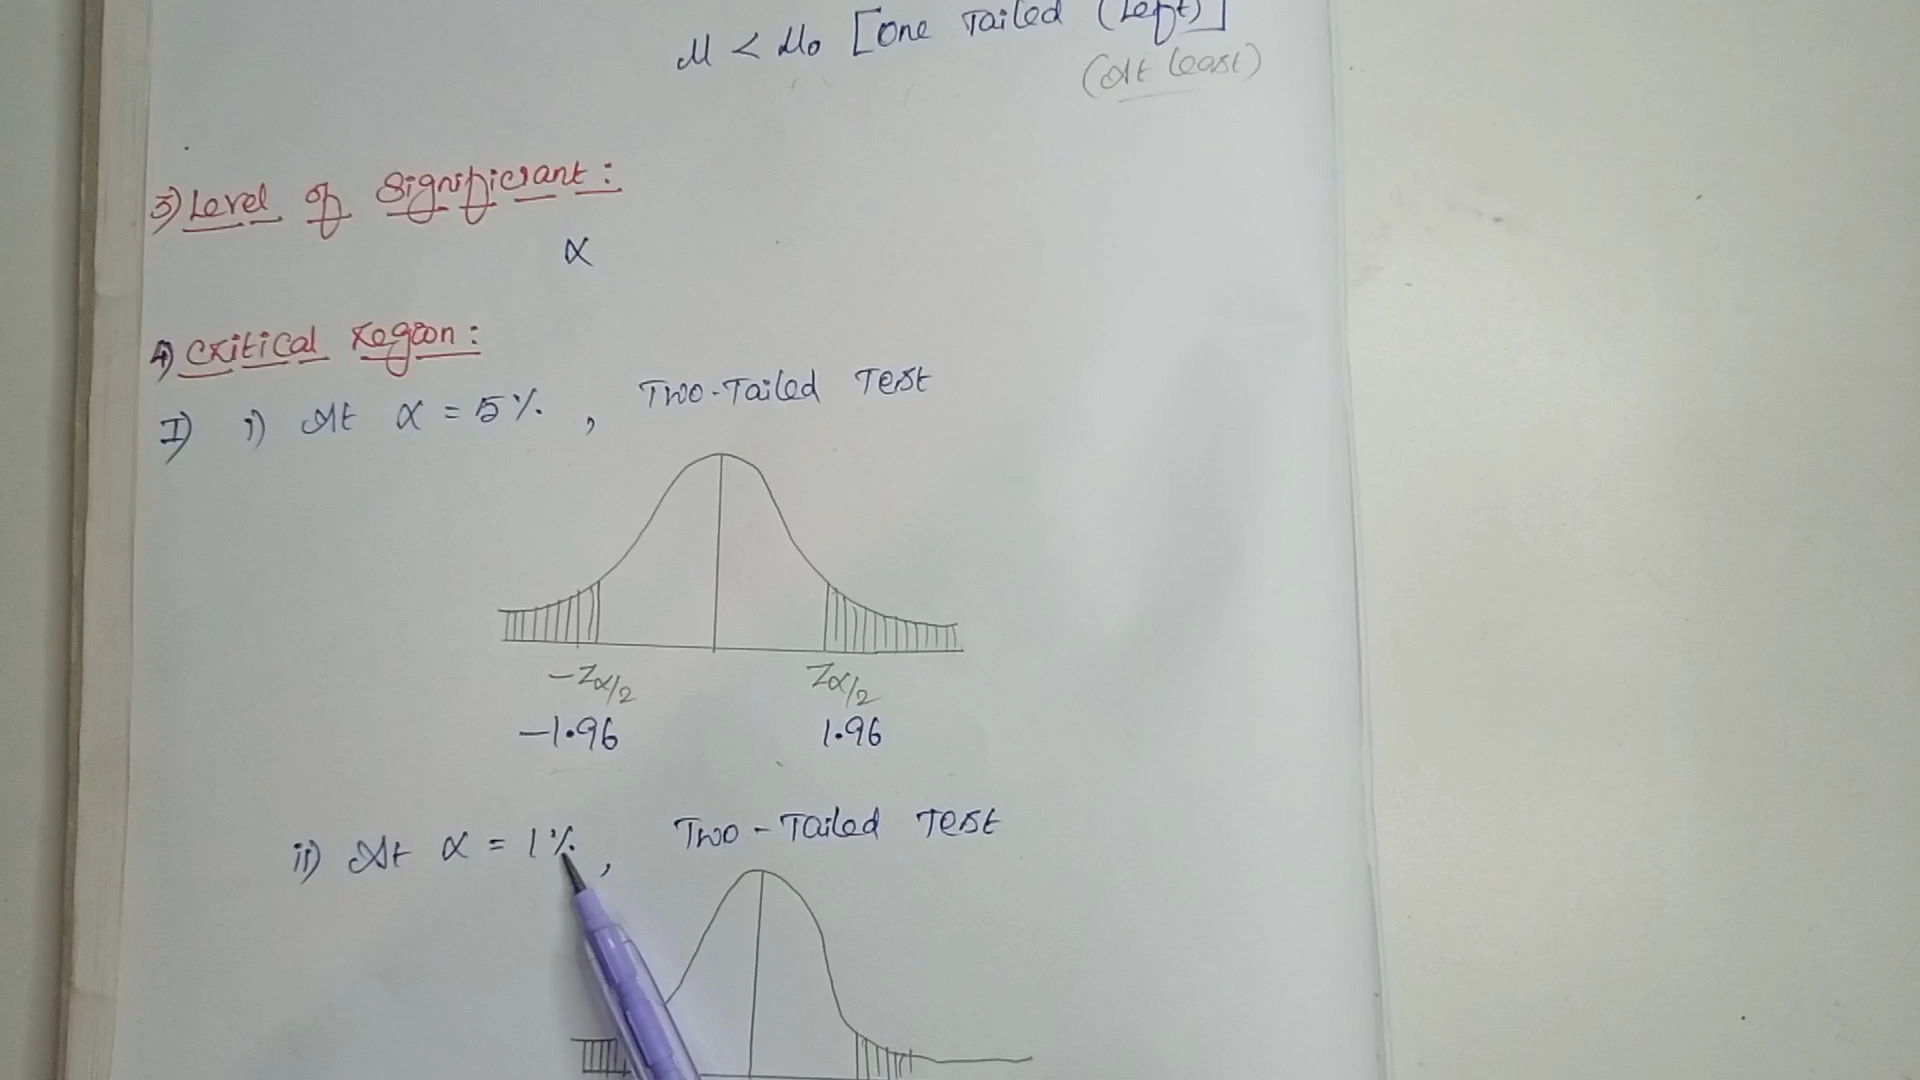 μ < μ₀ [One Tailed (Left)]
(At least)
3) Level of Significant :
α
4) Critical Region :
I) i) At α = 5% , Two-Tailed Test
-Zα/2 Zα/2
-1.96 1.96
ii) At α = 1% , Two-Tailed Test